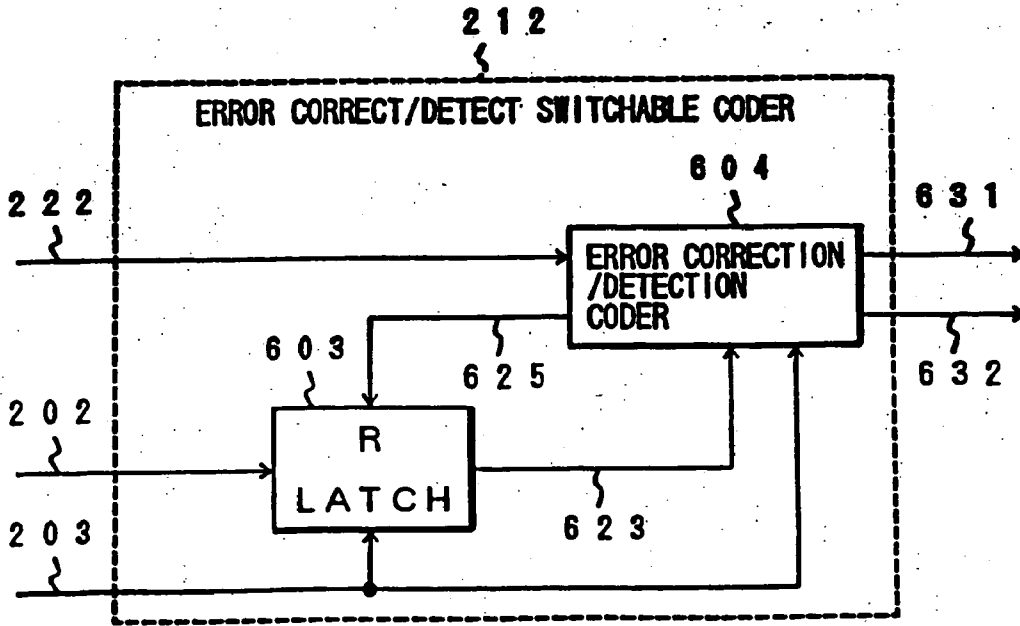 212
ERROR CORRECT/DETECT SWITCHABLE CODER
604
222
631
ERROR CORRECTION
/DETECTION
CODER
603
625
632
202
R
LATCH
623
203